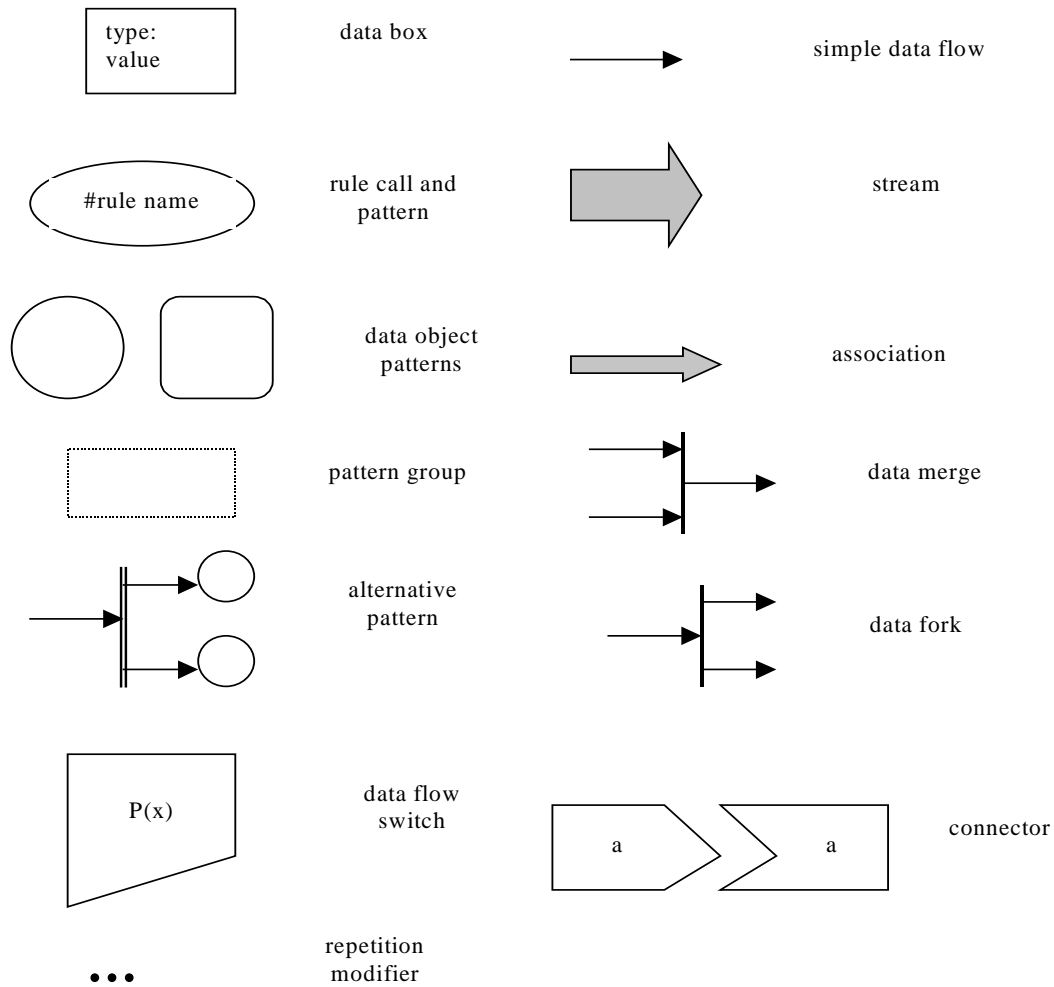 type:
value
data box
simple data flow
#rule name
rule call and
pattern
stream
data object
patterns
association
pattern group
data merge
alternative
pattern
data fork
P(x)
data flow
switch
a
a
connector
repetition
modifier